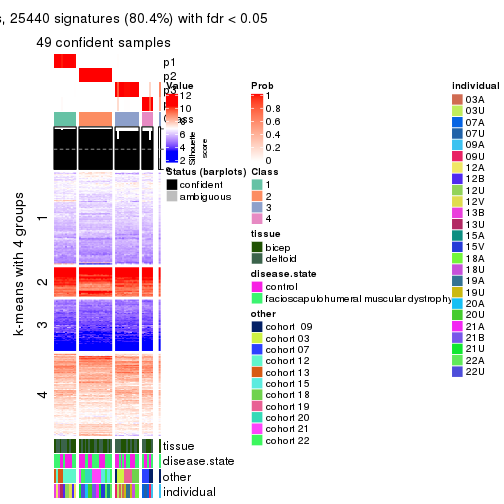 s, 25440 signatures (80.4%) with fdr < 0.05
49 confident samples
p1
p2
p3
Value
12
10
8
6
4
2
Silhouette
score
Status (barplots)
confident
ambiguous
Prob
1
0.8
0.6
0.4
0.2
0
Class
1
2
3
4
tissue
bicep
deltoid
disease.state
control
facioscapulohumeral muscular dystrophy
other
cohort 09
cohort 03
cohort 07
cohort 12
cohort 13
cohort 15
cohort 18
cohort 19
cohort 20
cohort 21
cohort 22
individual
03A
03U
07A
07U
09A
09U
12A
12B
12U
12V
13B
13U
15A
15V
18A
18U
19A
19U
20A
20U
21A
21B
21U
22A
22U
k-means with 4 groups
1
2
3
4
tissue
disease.state
other
individual